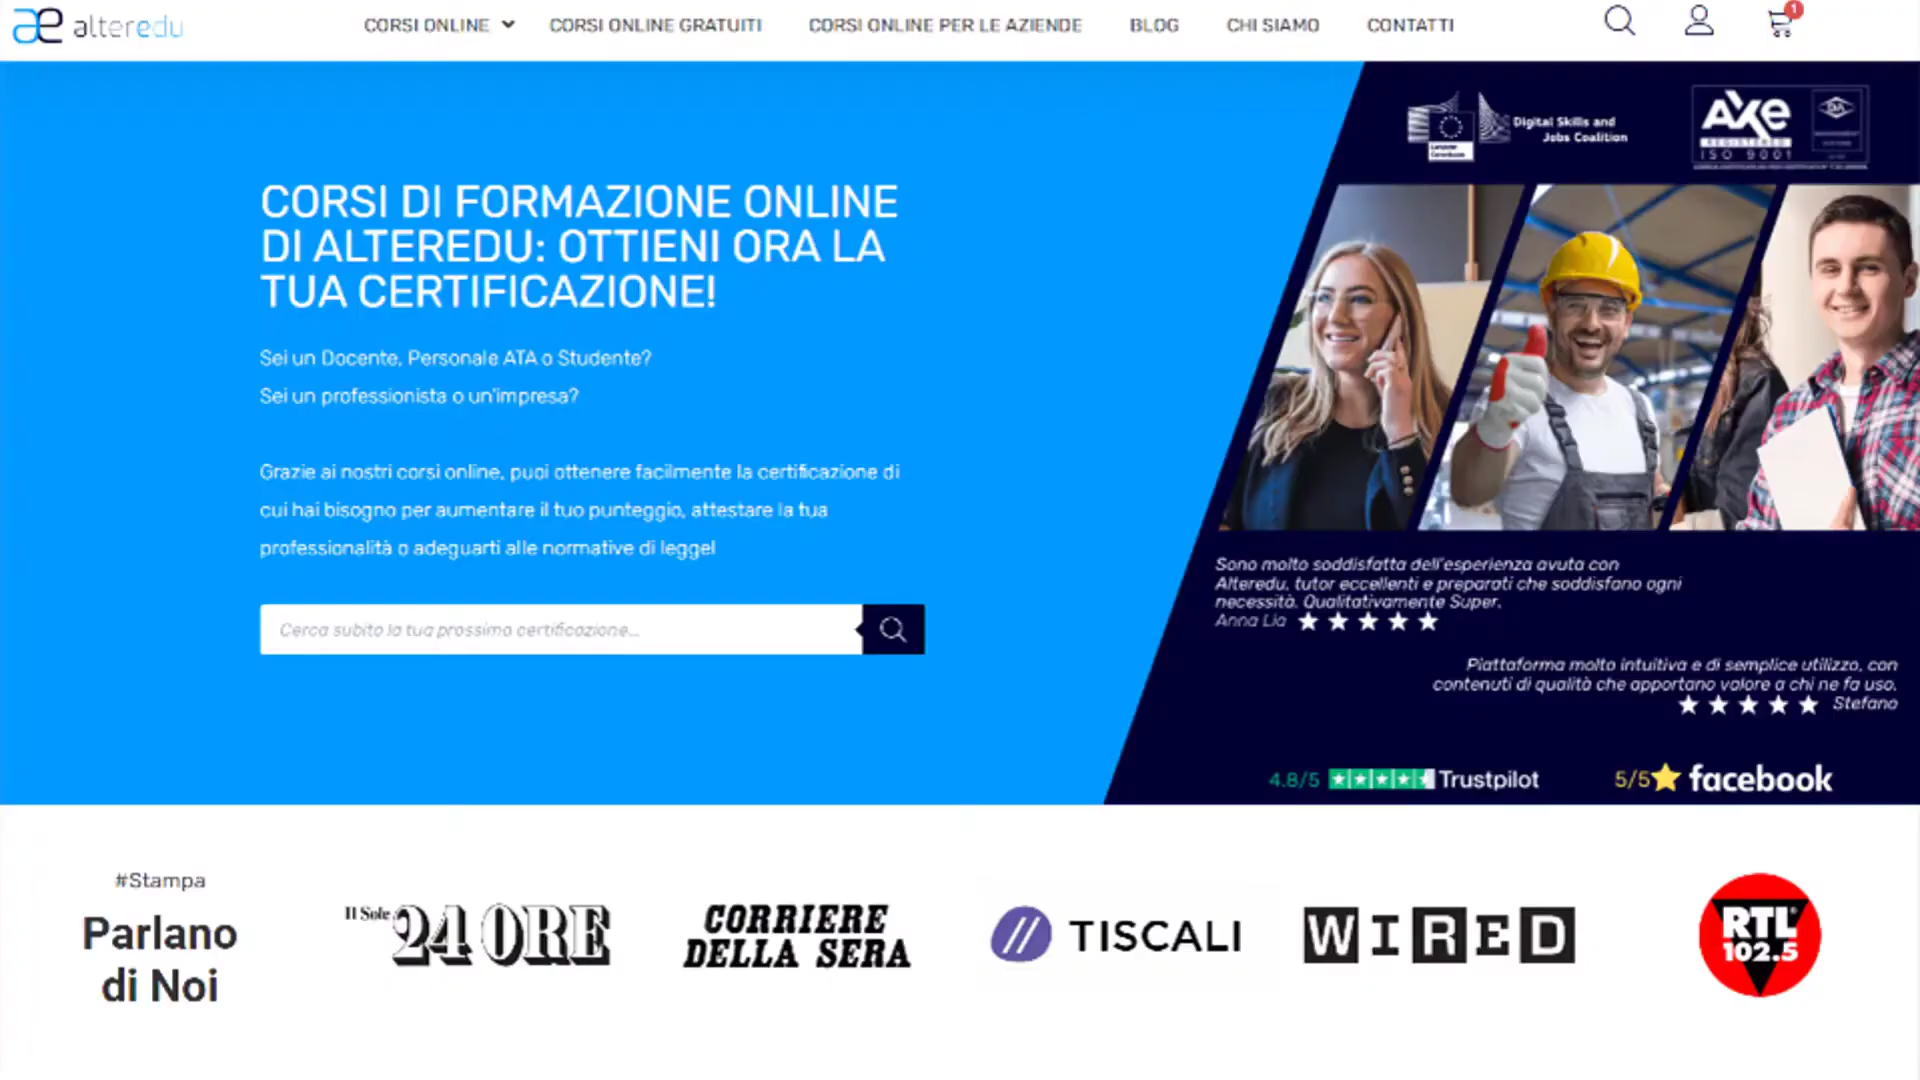 alteredu
CORSI ONLINE
CORSI ONLINE GRATUITI
CORSI ONLINE PER LE AZIENDE
BLOG
CHI SIAMO
CONTATTI
1
Digital Skills and
Jobs Coalition
AXe
REGISTERED
ISO 9001
CORSI DI FORMAZIONE ONLINE
DI ALTEREDU: OTTIENI ORA LA
TUA CERTIFICAZIONE!
Sei un Docente, Personale ATA o Studente?
Sei un professionista o un'impresa?
Grazie ai nostri corsi online, puoi ottenere facilmente la certificazione di
cui hai bisogno per aumentare il tuo punteggio, attestare la tua
professionalità o adeguarti alle normative di legge!
Cerca subito la tua prossima certificazione...
Sono molto soddisfatta dell'esperienza avuta con
Alteredu, tutor eccellenti e preparati che soddisfano ogni
necessità. Qualitativamente Super.
Anna Lia
Piattaforma molto intuitiva e di semplice utilizzo, con
contenuti di qualità che apportano valore a chi ne fa uso.
Stefano
4.8/5 Trustpilot
5/5 facebook
#Stampa
Parlano
di Noi
Il Sole 24 ORE
CORRIERE
DELLA SERA
TISCALI
WIRED
RTL
102.5